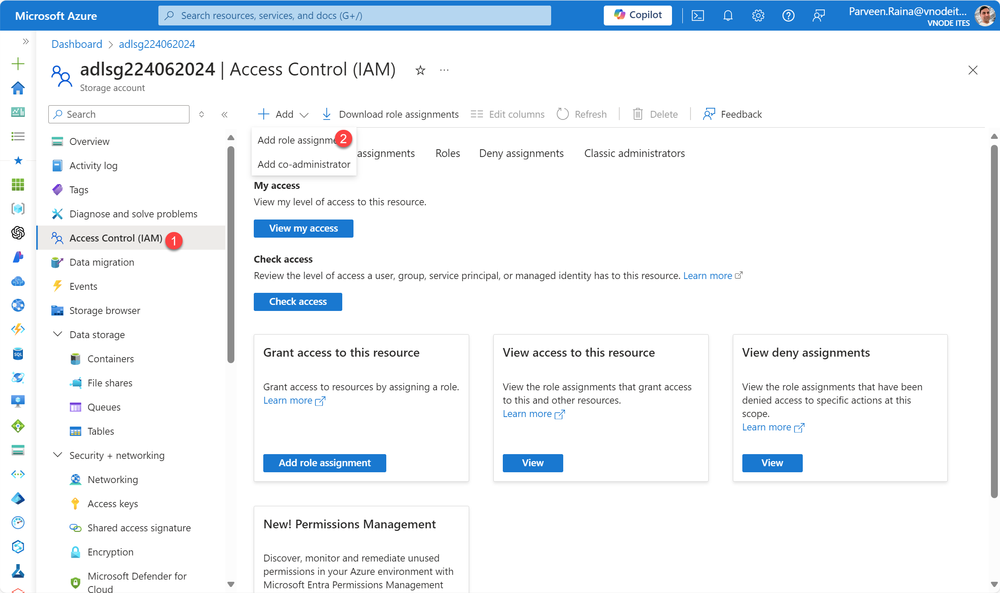 Microsoft Azure
Search resources, services, and docs (G+/)
Copilot
Parveen.Raina@vnodeit...
VNODE ITES
Dashboard > adlsg224062024
adlsg224062024 | Access Control (IAM)
Storage account
Search
Add
Download role assignments
Edit columns
Refresh
Delete
Feedback
Add role assignme
2
Add co-administrator
assignments
Roles
Deny assignments
Classic administrators
Overview
Activity log
Tags
Diagnose and solve problems
Access Control (IAM)
1
Data migration
Events
Storage browser
Data storage
Containers
File shares
Queues
Tables
Security + networking
Networking
Access keys
Shared access signature
Encryption
Microsoft Defender for
Cloud
SQL
My access
View my level of access to this resource.
View my access
Check access
Review the level of access a user, group, service principal, or managed identity has to this resource. Learn more
Check access
Grant access to this resource
Grant access to resources by assigning a role.
Learn more
Add role assignment
View access to this resource
View the role assignments that grant access
to this and other resources.
Learn more
View
View deny assignments
View the role assignments that have been
denied access to specific actions at this
scope.
Learn more
View
New! Permissions Management
Discover, monitor and remediate unused
permissions in your Azure environment with
Microsoft Entra Permissions Management